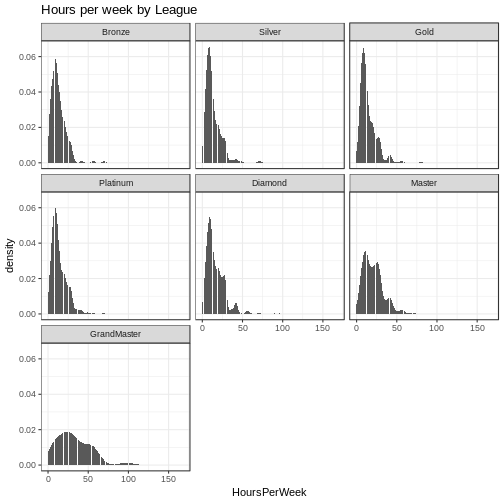 Hours per week by League
Bronze
Silver
Gold
0.06
0.04
0.02
0.00
Platinum
Diamond
Master
0.06
0.04
0.02
0.00
density
0 50 100 150
0 50 100 150
GrandMaster
0.06
0.04
0.02
0.00
0 50 100 150
HoursPerWeek